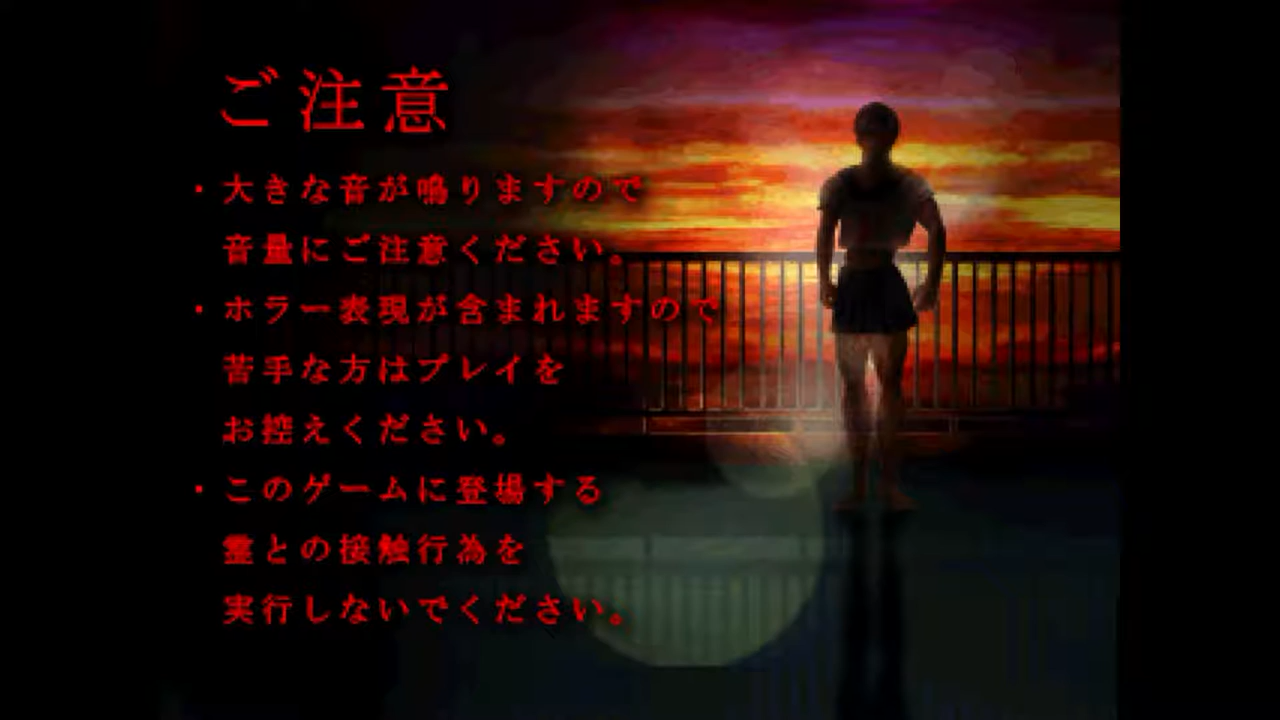 ご注意
・大きな音が鳴りますので
音量にご注意ください。
・ホラー表現が含まれますので
苦手な方はプレイを
お控えください。
・このゲームに登場する
霊との接触行為を
実行しないでください。